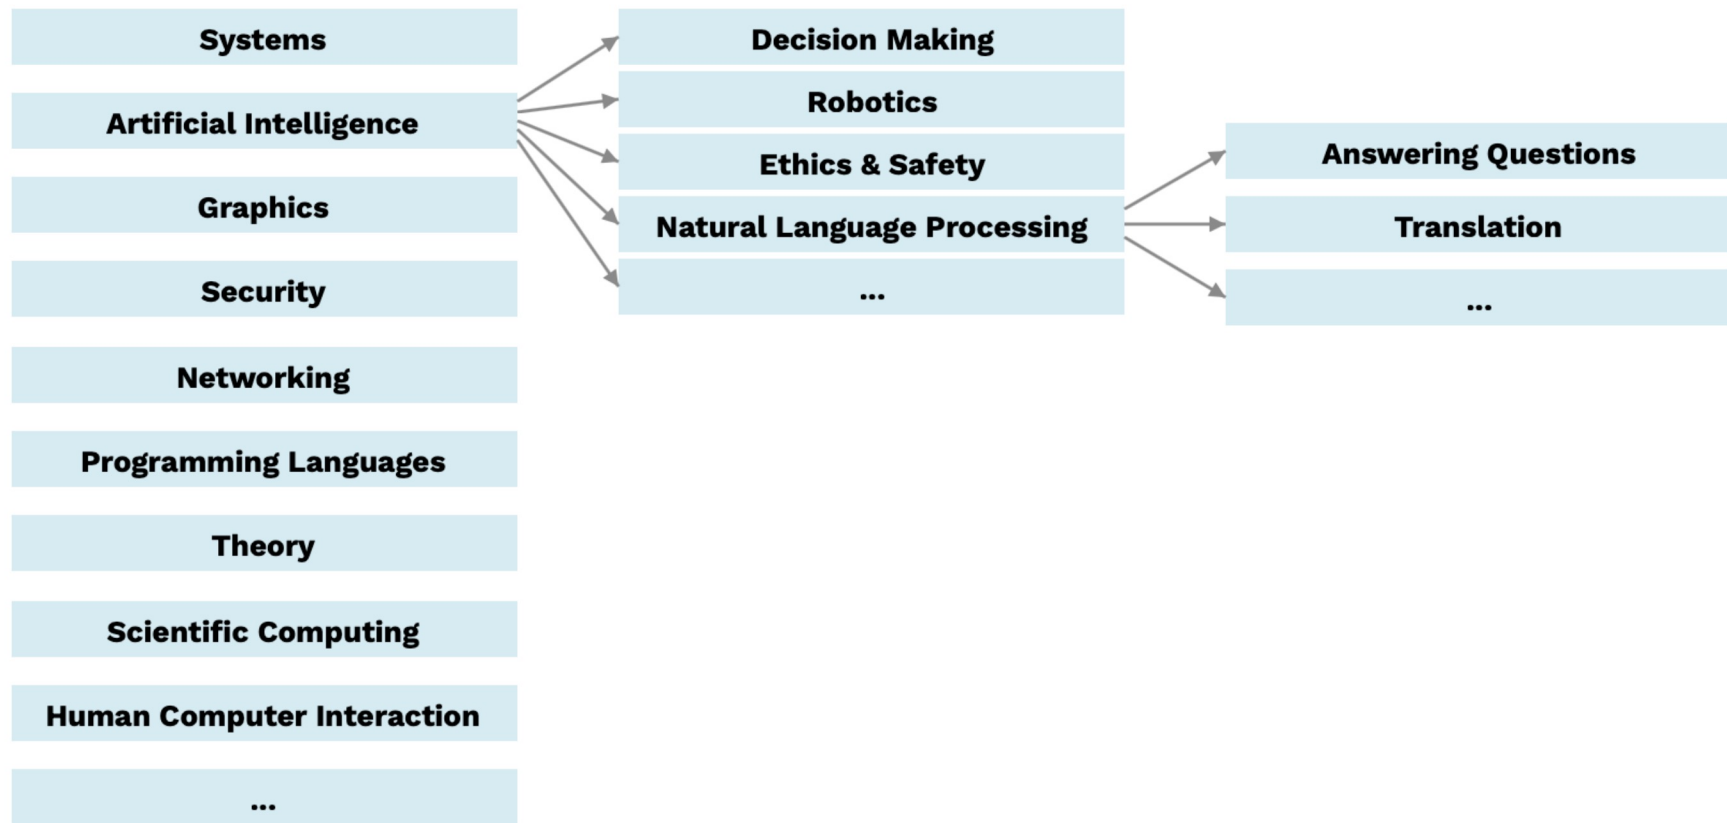 Systems
Artificial Intelligence
Graphics
Security
Networking
Programming Languages
Theory
Scientific Computing
Human Computer Interaction
...
Decision Making
Robotics
Ethics & Safety
Natural Language Processing
...
Answering Questions
Translation
...